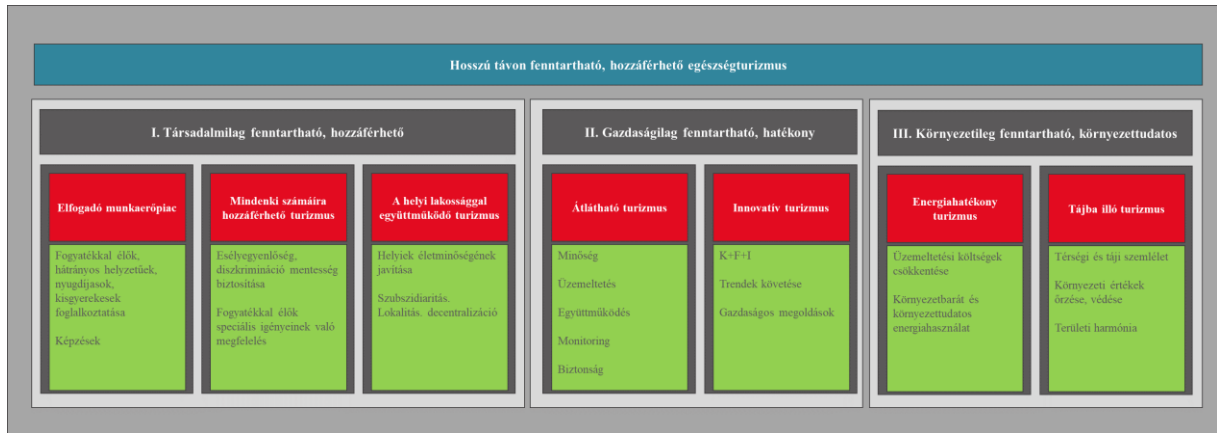 Hosszú távon fenntartható, hozzáférhető egészségturizmus
I. Társadalmilag fenntartható, hozzáférhető
Elfogadó munkaerőpiac
Fogyatékkal élők,
hátrányos helyzetűek,
nyugdíjasok,
kisgyerekesek
foglalkoztatása
Képzések
Mindenki számáira
hozzáférhető turizmus
Esélyegyenlőség,
diszkrimináció mentesség
biztosítása
Fogyatékkal élők
speciális igényeinek való
megfelelés
A helyi lakossággal
együttműködő turizmus
Helyiek életminőségének
javítása
Szubszidiaritás.
Lokalitás. decentralizáció
II. Gazdaságilag fenntartható, hatékony
Átlátható turizmus
Minőség
Üzemeltetés
Együttműködés
Monitoring
Biztonság
Innovatív turizmus
K+F+I
Trendek követése
Gazdaságos megoldások
III. Környezetileg fenntartható, környezettudatos
Energiahatékony
turizmus
Üzemeltetési költségek
csökkentése
Környezetbarát és
környezettudatos
energiahasználat
Tájba illó turizmus
Térségi és táji szemlélet
Környezeti értékek
őrzése, védése
Területi harmónia